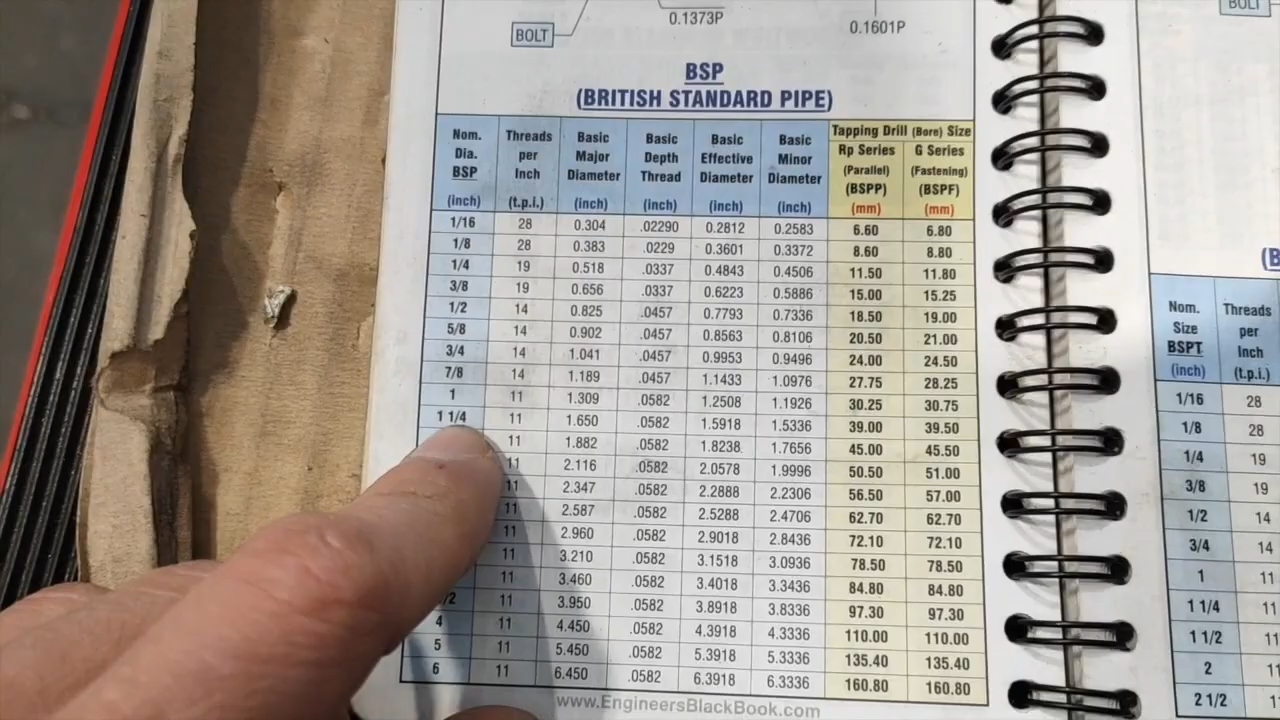 BOLT
0.1373P
0.1601P
BOLT
BSP
(BRITISH STANDARD PIPE)
Nom. Dia. BSP (inch) Threads per Inch (t.p.i.) Basic Major Diameter (inch) Basic Depth Thread (inch) Basic Effective Diameter (inch) Basic Minor Diameter (inch) Tapping Drill (Bore) Size Rp Series (Parallel) (BSPP) (mm) G Series (Fastening) (BSPF) (mm)
1/16 28 0.304 .02290 0.2812 0.2583 6.60 6.80
1/8 28 0.383 .0229 0.3601 0.3372 8.60 8.80
1/4 19 0.518 .0337 0.4843 0.4506 11.50 11.80
3/8 19 0.656 .0337 0.6223 0.5886 15.00 15.25
1/2 14 0.825 .0457 0.7793 0.7336 18.50 19.00
5/8 14 0.902 .0457 0.8563 0.8106 20.50 21.00
3/4 14 1.041 .0457 0.9953 0.9496 24.00 24.50
7/8 14 1.189 .0457 1.1433 1.0976 27.75 28.25
1 11 1.309 .0582 1.2508 1.1926 30.25 30.75
1 1/4 11 1.650 .0582 1.5918 1.5336 39.00 39.50
11 1.882 .0582 1.8238 1.7656 45.00 45.50
11 2.116 .0582 2.0578 1.9996 50.50 51.00
11 2.347 .0582 2.2888 2.2306 56.50 57.00
11 2.587 .0582 2.5288 2.4706 62.70 62.70
11 2.960 .0582 2.9018 2.8436 72.10 72.10
11 3.210 .0582 3.1518 3.0936 78.50 78.50
11 3.460 .0582 3.4018 3.3436 84.80 84.80
/2 11 3.950 .0582 3.8918 3.8336 97.30 97.30
4 11 4.450 .0582 4.3918 4.3336 110.00 110.00
5 11 5.450 .0582 5.3918 5.3336 135.40 135.40
6 11 6.450 .0582 6.3918 6.3336 160.80 160.80
www.EngineersBlackBook.com
(B
Nom. Size BSPT (inch) Threads per Inch (t.p.i.)
1/16 28
1/8 28
1/4 19
3/8 19
1/2 14
3/4 14
1 11
1 1/4 11
1 1/2 11
2 11
2 1/2 1